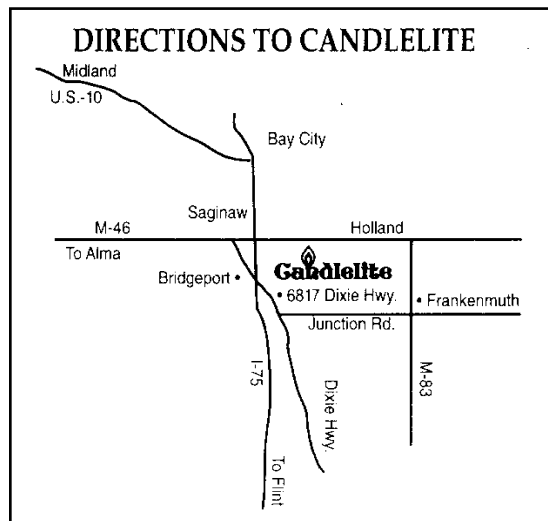 DIRECTIONS TO CANDLELITE
Midland
U.S.-10
Bay City
Saginaw
M-46
Holland
To Alma
Candlelite
Bridgeport
6817 Dixie Hwy.
Frankenmuth
Junction Rd.
I-75
M-83
Dixie Hwy.
To Flint